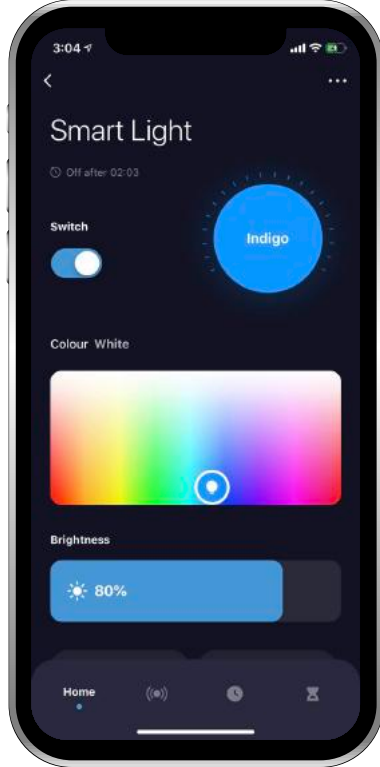 3:04
Smart Light
Off after 02:03
Switch
Indigo
Colour White
Brightness
80%
Home